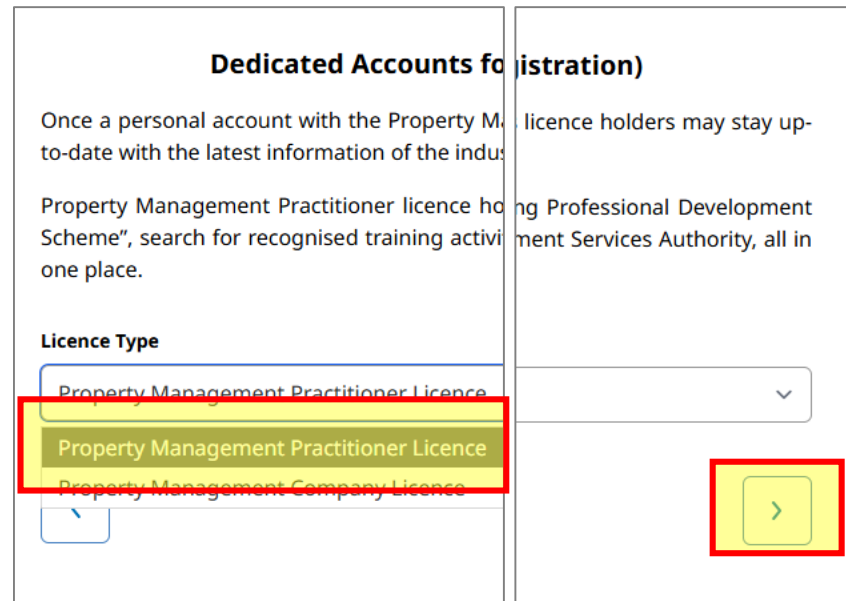 Dedicated Accounts fo istration)
Once a personal account with the Property Ma licence holders may stay up-
to-date with the latest information of the indus
Property Management Practitioner licence ho ng Professional Development
Scheme”, search for recognised training activi ment Services Authority, all in
one place.
Licence Type
Property Management Practitioner Licence
Property Management Practitioner Licence
Property Management Company Licence